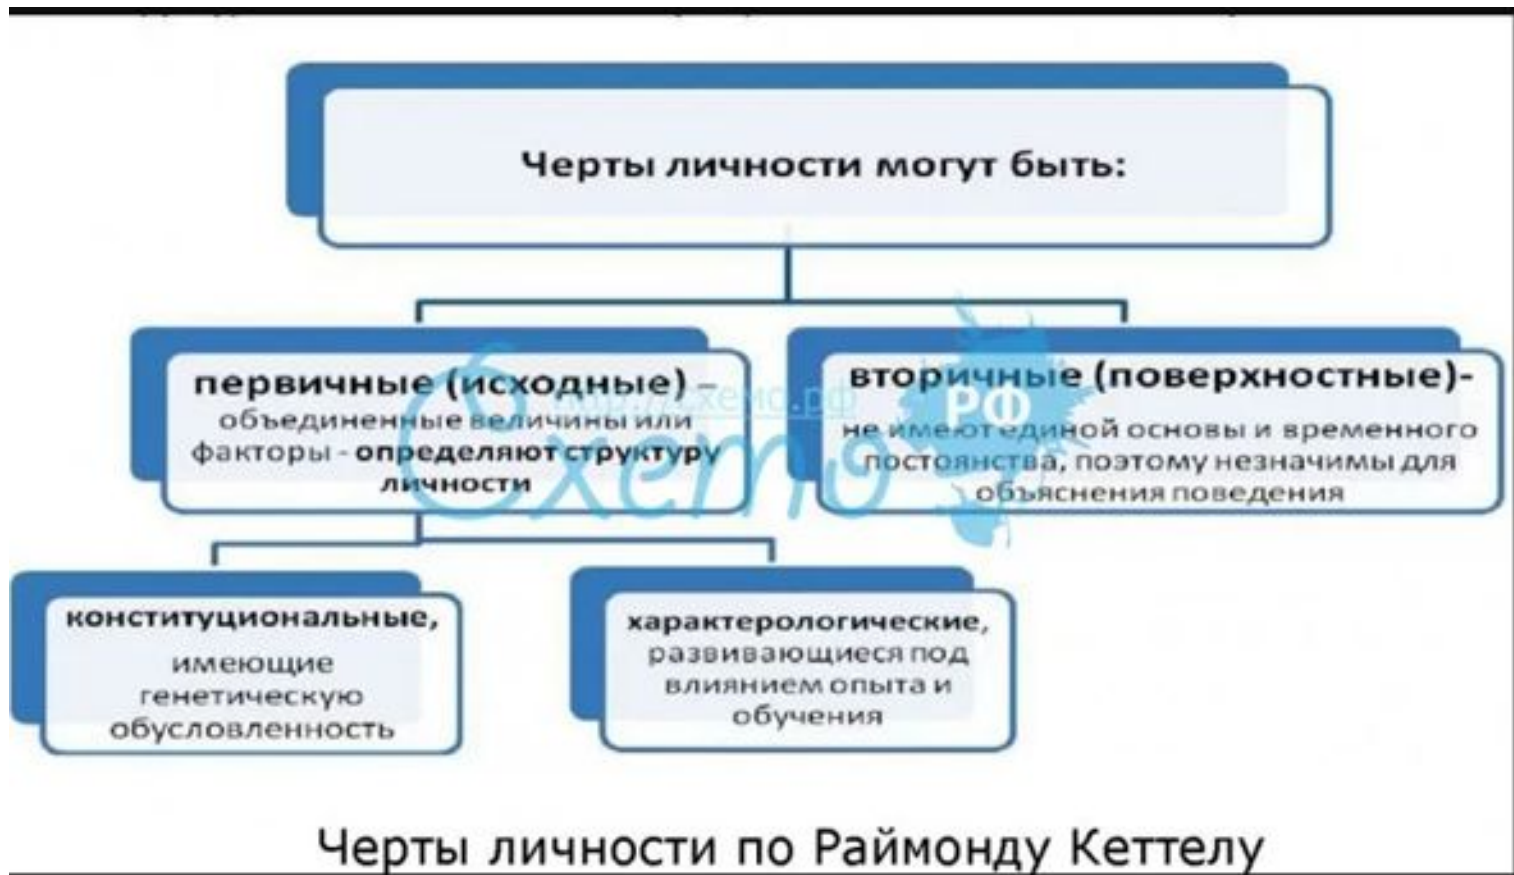 Черты личности могут быть:
первичные (исходные) –
объединенные величины или
факторы - определяют структуру
личности
вторичные (поверхностные)-
не имеют единой основы и временного
постоянства, поэтому незначимы для
объяснения поведения
Схемо
РФ
конституциональные,
имеющие
генетическую
обусловленность
характерологические,
развивающиеся под
влиянием опыта и
обучения
Черты личности по Раймонду Кеттелу